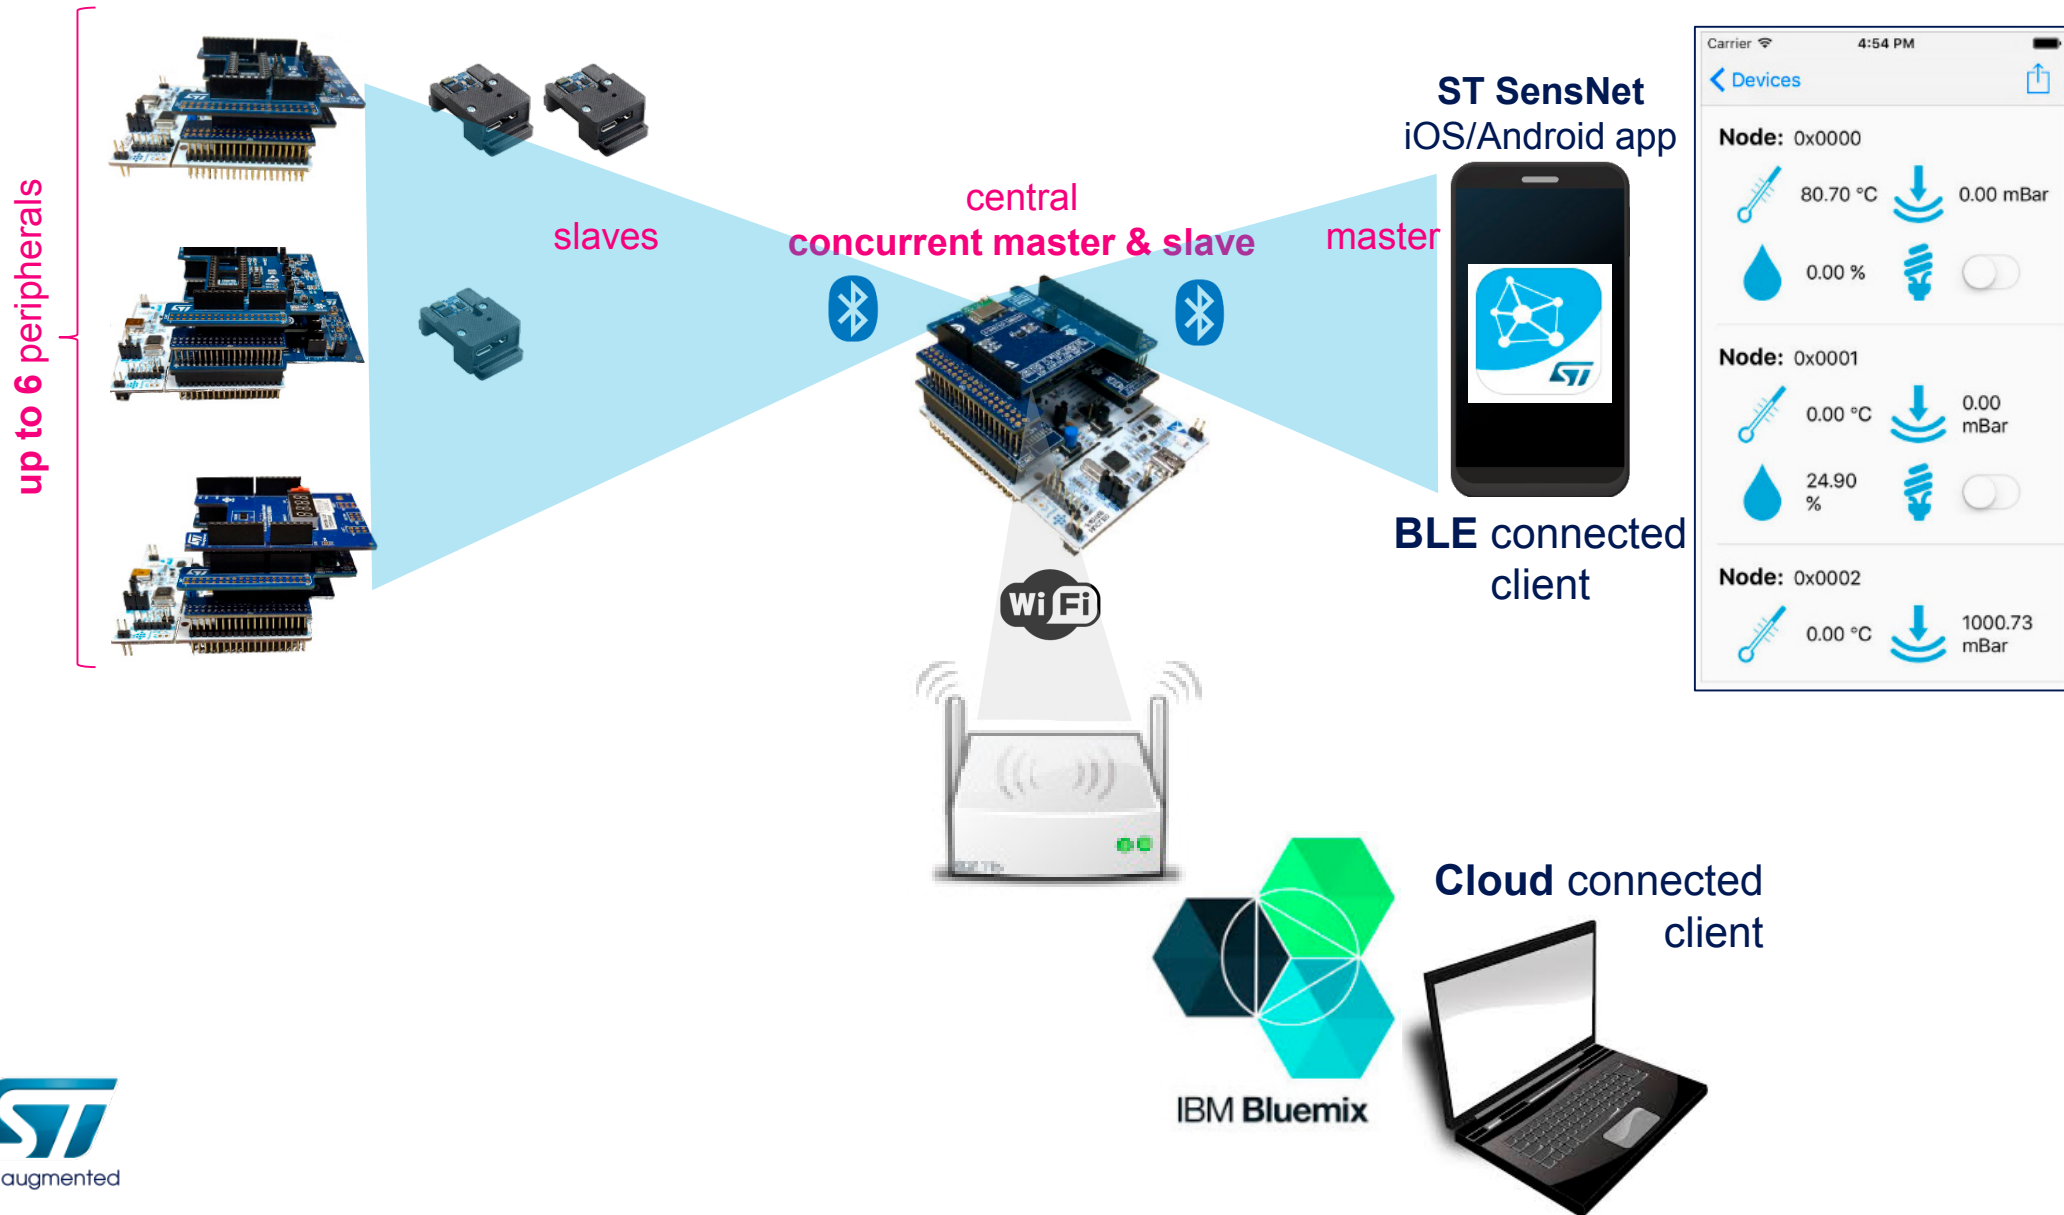 up to 6 peripherals
slaves
central
concurrent master & slave
master
ST SensNet
iOS/Android app
BLE connected
client
WiFi
Carrier
4:54 PM
Devices
Node: 0x0000
80.70 °C
0.00 mBar
0.00 %
Node: 0x0001
0.00 °C
0.00
mBar
24.90
%
Node: 0x0002
0.00 °C
1000.73
mBar
Cloud connected
client
IBM Bluemix
ST
augmented